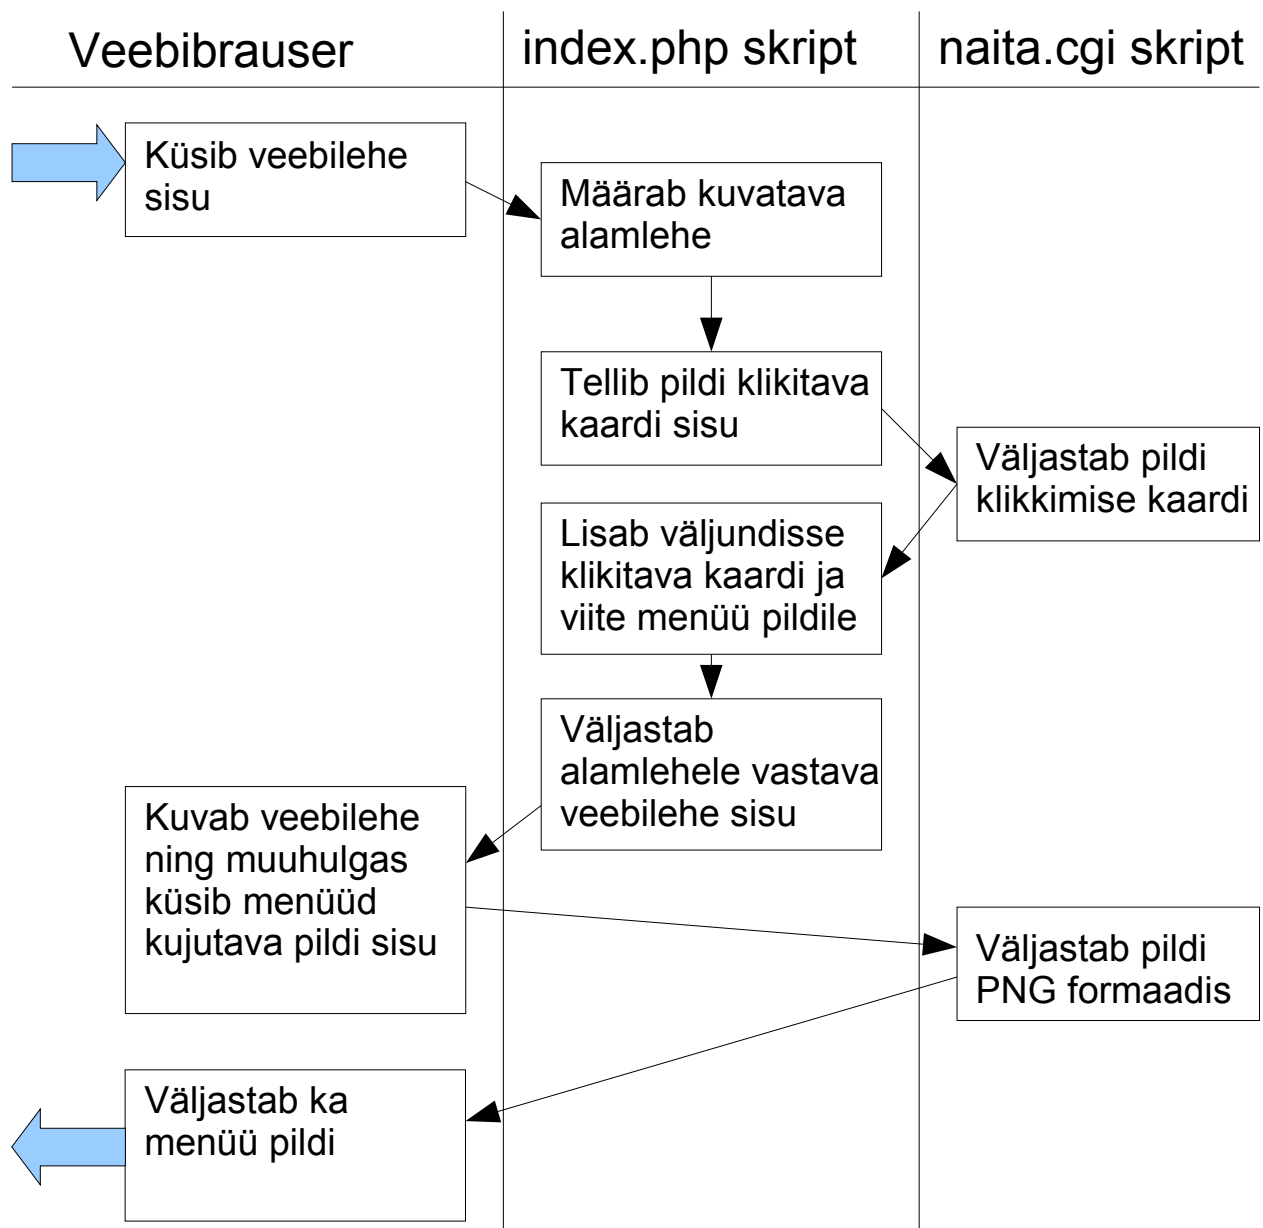 Veebibrauser
index.php skript
naita.cgi skript
Küsib veebilehe
sisu
Määrab kuvatava
alamlehe
Tellib pildi klikitava
kaardi sisu
Väljastab pildi
klikkimise kaardi
Lisab väljundisse
klikitava kaardi ja
viite menüü pildile
Väljastab
alamlehele vastava
veebilehe sisu
Kuvab veebilehe
ning muuhulgas
küsib menüüd
kujutava pildi sisu
Väljastab pildi
PNG formaadis
Väljastab ka
menüü pildi